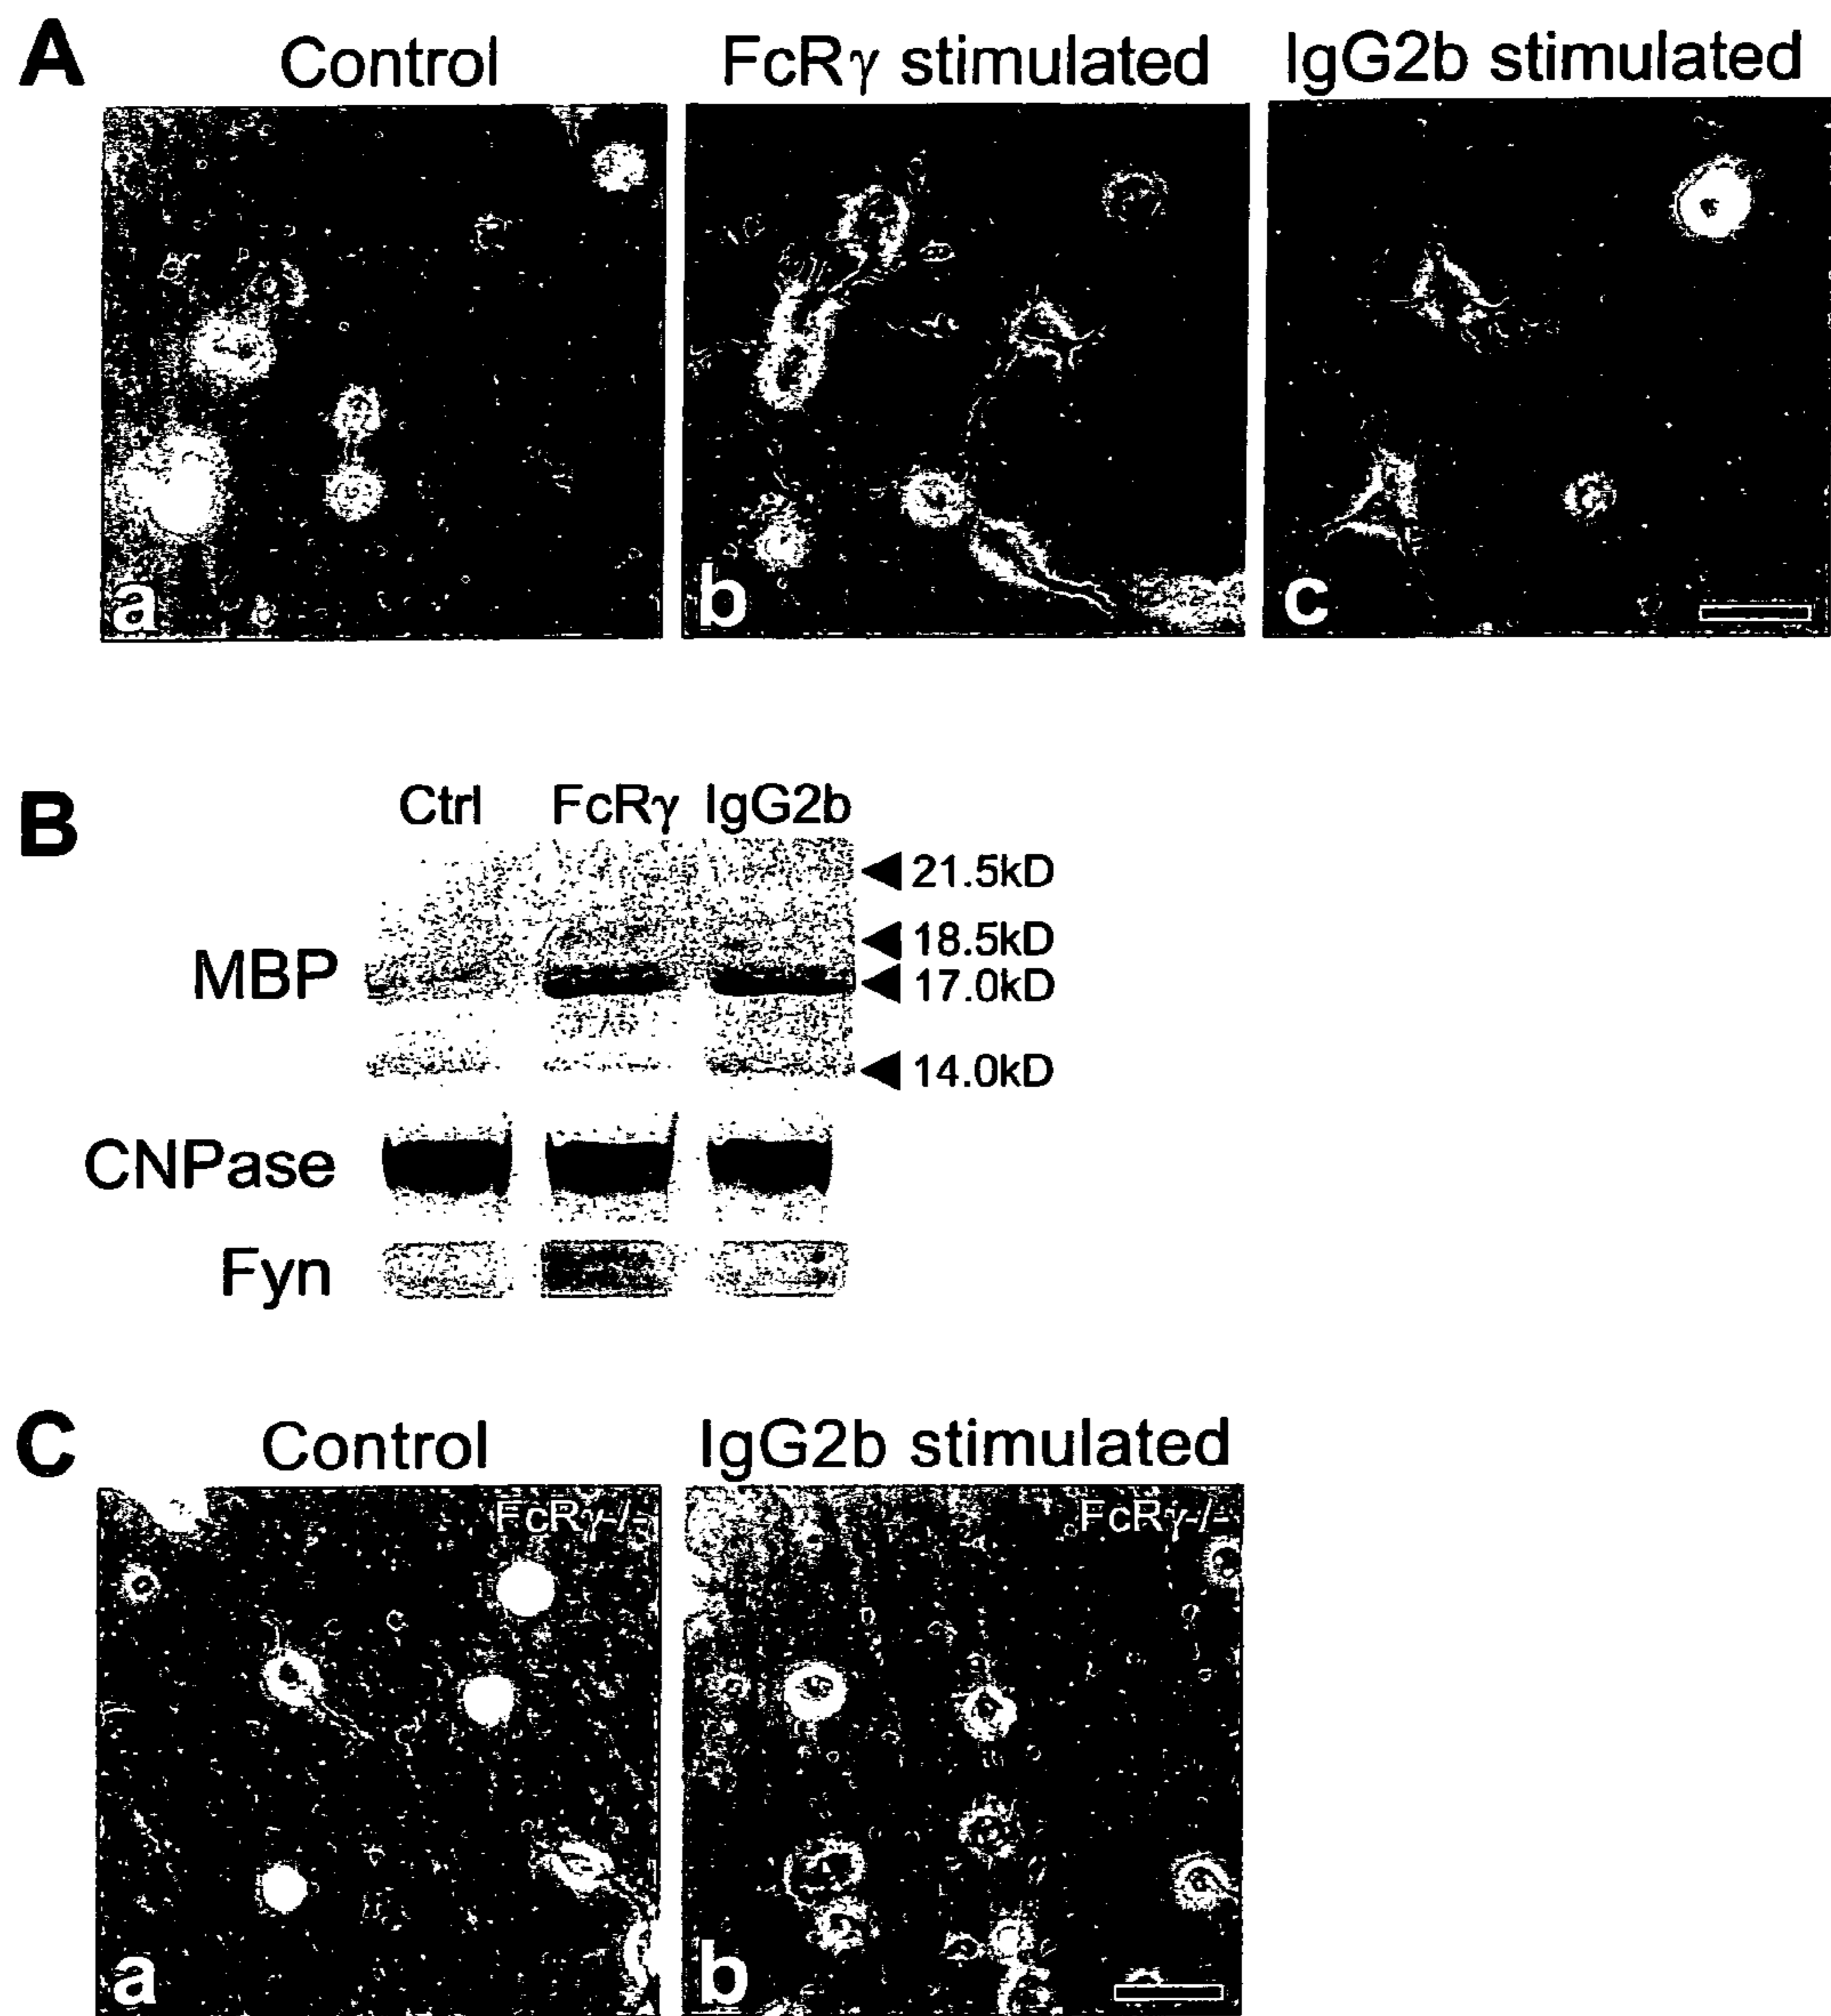 A
Control FcRγ stimulated IgG2b stimulated
a b c
B
Ctrl FcRγ IgG2b
21.5kD
18.5kD
MBP
17.0kD
14.0kD
CNPase
Fyn
C
Control IgG2b stimulated
FcRγ-/- FcRγ-/-
a b